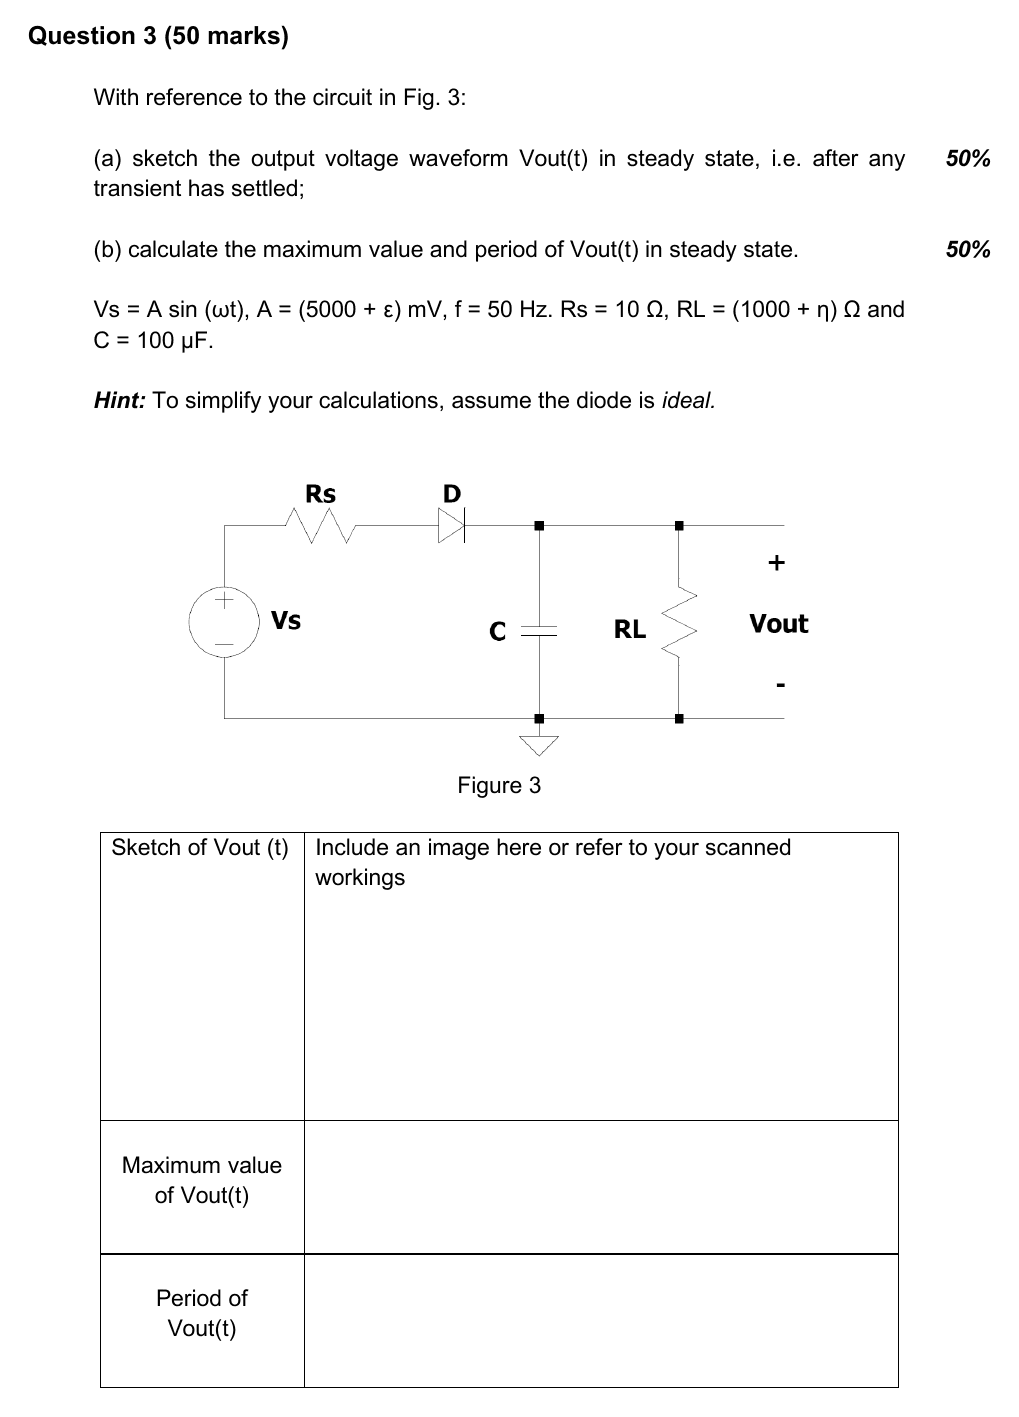 Question 3 (50 marks)
With reference to the circuit in Fig. 3:
(a) sketch the output voltage waveform Vout(t) in steady state, i.e. after any 50%
transient has settled;
(b) calculate the maximum value and period of Vout(t) in steady state. 50%
Vs = A sin (ωt), A = (5000 + ε) mV, f = 50 Hz. Rs = 10 Ω, RL = (1000 + η) Ω and
C = 100 µF.
Hint: To simplify your calculations, assume the diode is ideal.
Rs D
+
Vs C RL Vout
-
Figure 3
Sketch of Vout (t) Include an image here or refer to your scanned
workings
Maximum value
of Vout(t)
Period of
Vout(t)